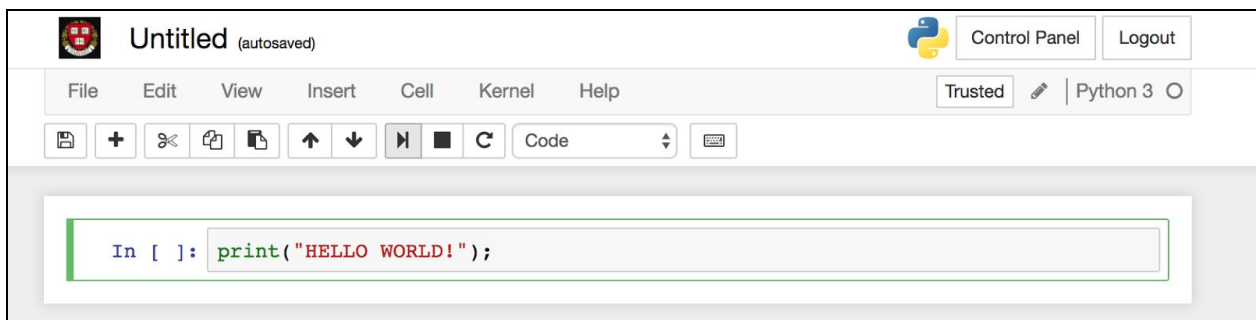 Untitled (autosaved) Control Panel Logout
File Edit View Insert Cell Kernel Help Trusted Python 3
Code
In [ ]: print("HELLO WORLD!");